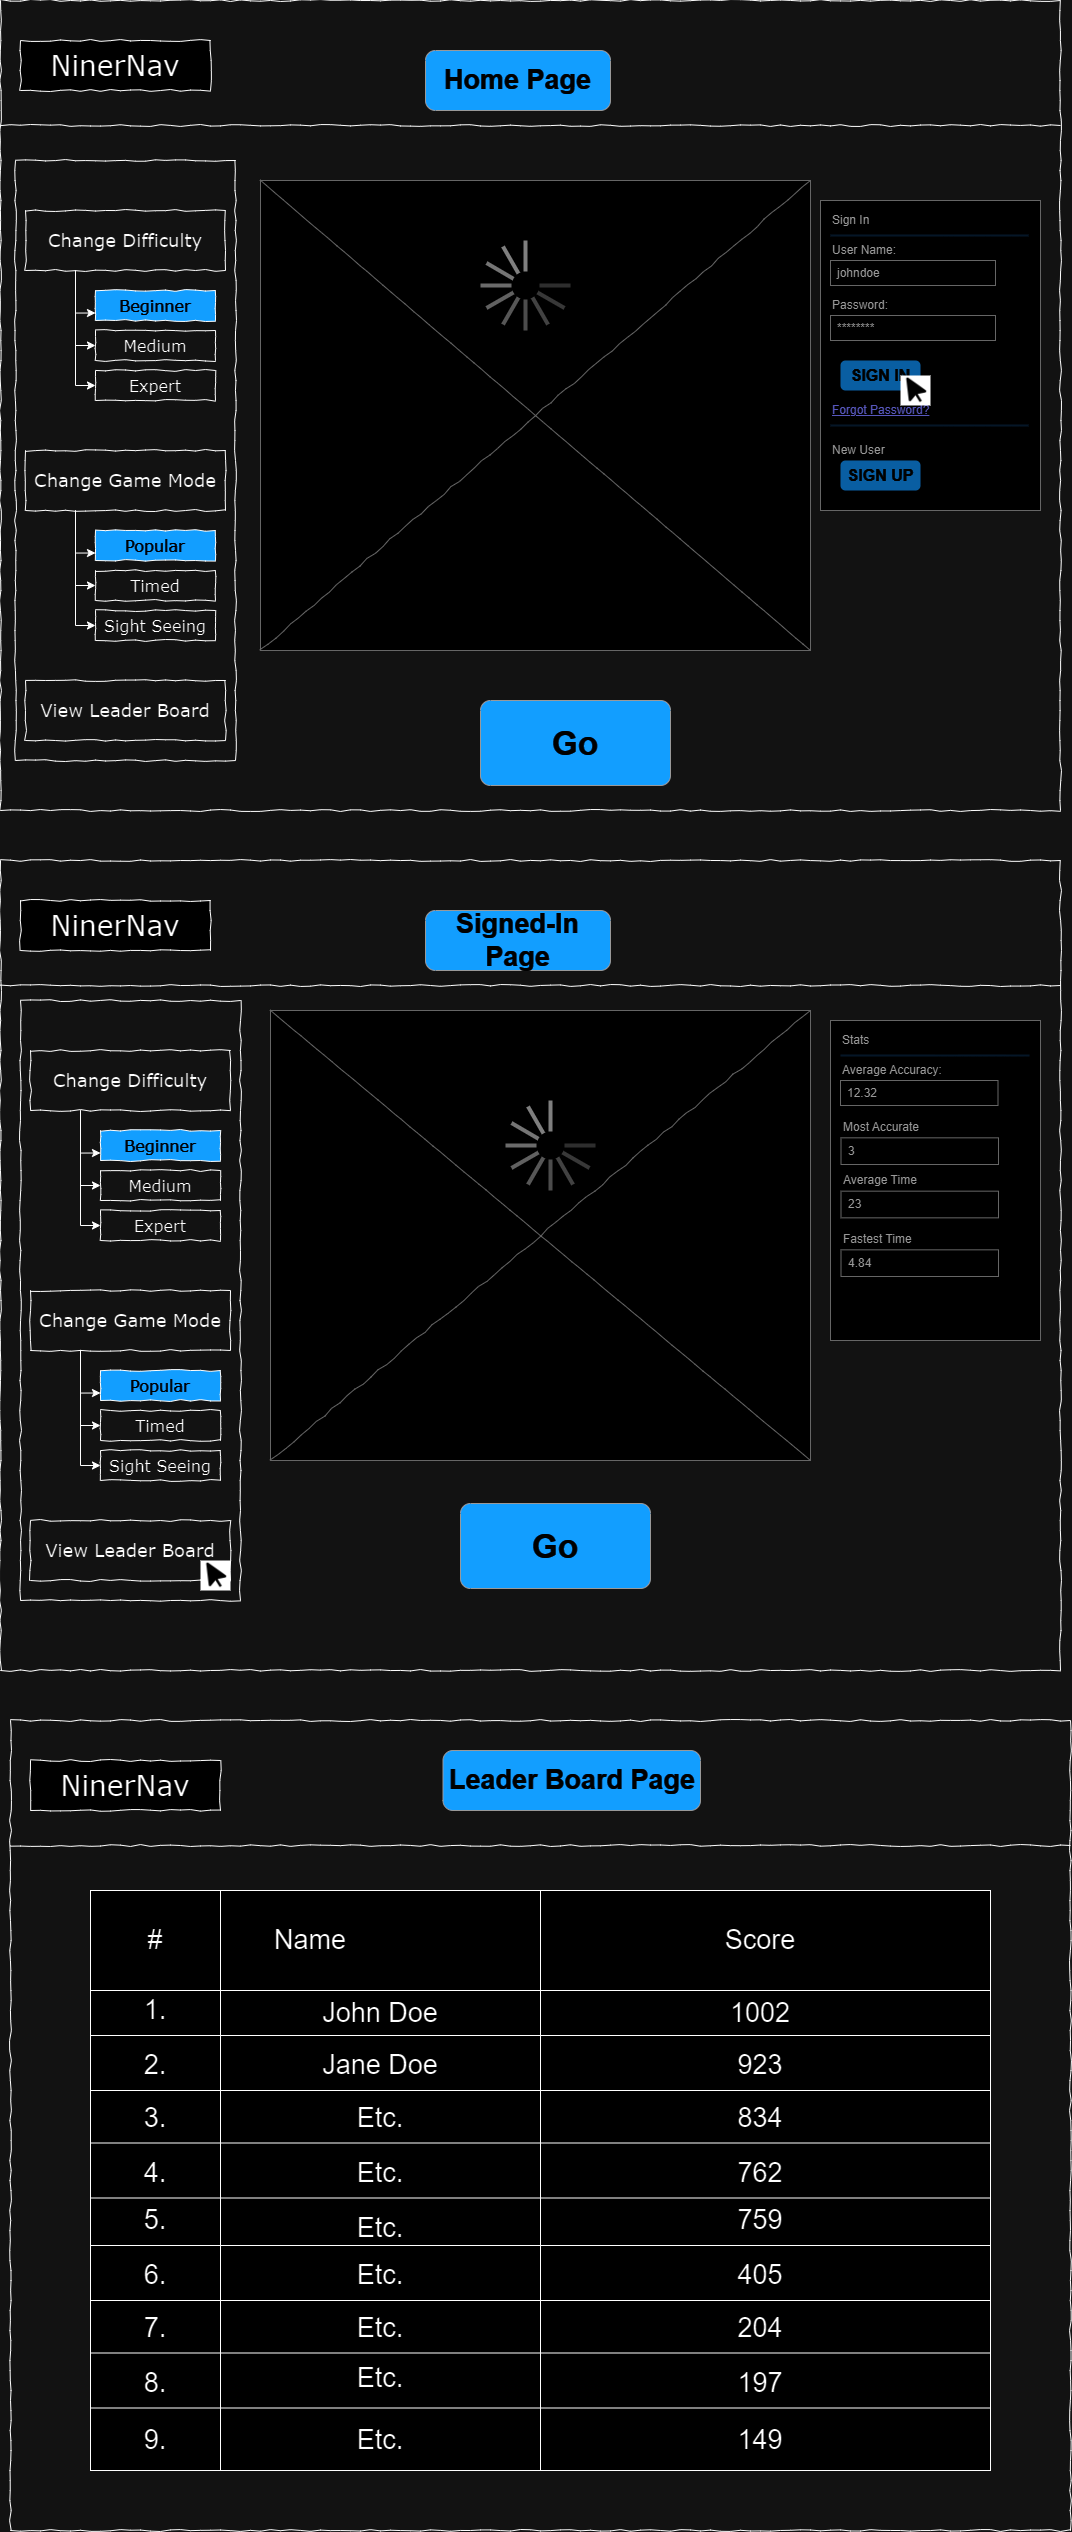 NinerNav
Home Page
Change Difficulty
Beginner
Medium
Expert
Change Game Mode
Popular
Timed
Sight Seeing
View Leader Board
Go
Sign In
User Name:
johndoe
Password:
********
SIGN IN
Forgot Password?
New User
SIGN UP
NinerNav
Signed-In
Page
Change Difficulty
Beginner
Medium
Expert
Change Game Mode
Popular
Timed
Sight Seeing
View Leader Board
Go
Stats
Average Accuracy:
12.32
Most Accurate
3
Average Time
23
Fastest Time
4.84
NinerNav
Leader Board Page
# Name Score
1. John Doe 1002
2. Jane Doe 923
3. Etc. 834
4. Etc. 762
5. Etc. 759
6. Etc. 405
7. Etc. 204
8. Etc. 197
9. Etc. 149